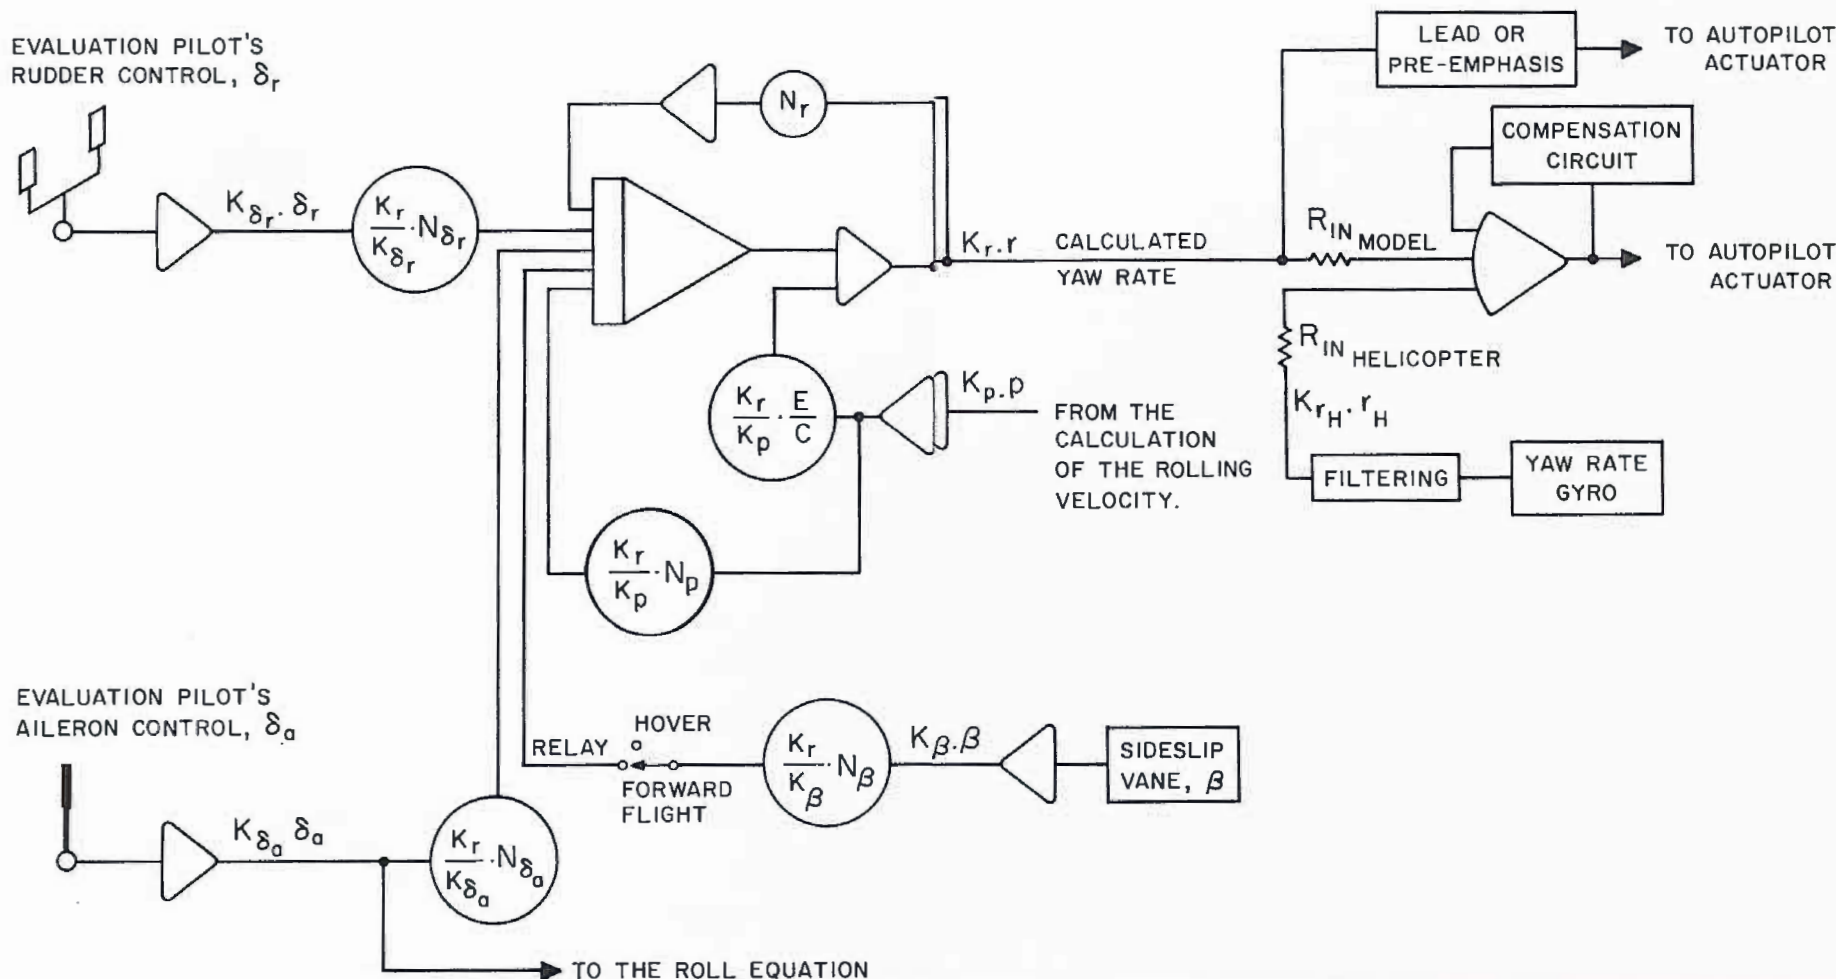 EVALUATION PILOT'S
RUDDER CONTROL, δr
Kδr. δr
Kr/Kδr · Nδr
Nr
Kr. r
CALCULATED
YAW RATE
LEAD OR
PRE-EMPHASIS
TO AUTOPILOT
ACTUATOR
COMPENSATION
CIRCUIT
RIN MODEL
TO AUTOPILOT
ACTUATOR
RIN HELICOPTER
KrH. rH
FILTERING
YAW RATE
GYRO
Kr/Kp · E/C
Kp. p
FROM THE
CALCULATION
OF THE ROLLING
VELOCITY.
Kr/Kp · Np
EVALUATION PILOT'S
AILERON CONTROL, δa
Kδa δa
Kr/Kδa · Nδa
TO THE ROLL EQUATION
RELAY
HOVER
FORWARD
FLIGHT
Kr/Kβ · Nβ
Kβ. β
SIDESLIP
VANE, β